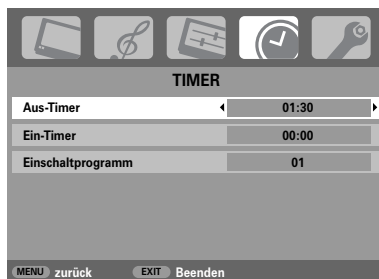 TIMER
Aus-Timer 01:30
Ein-Timer 00:00
Einschaltprogramm 01
MENU zurück EXIT Beenden